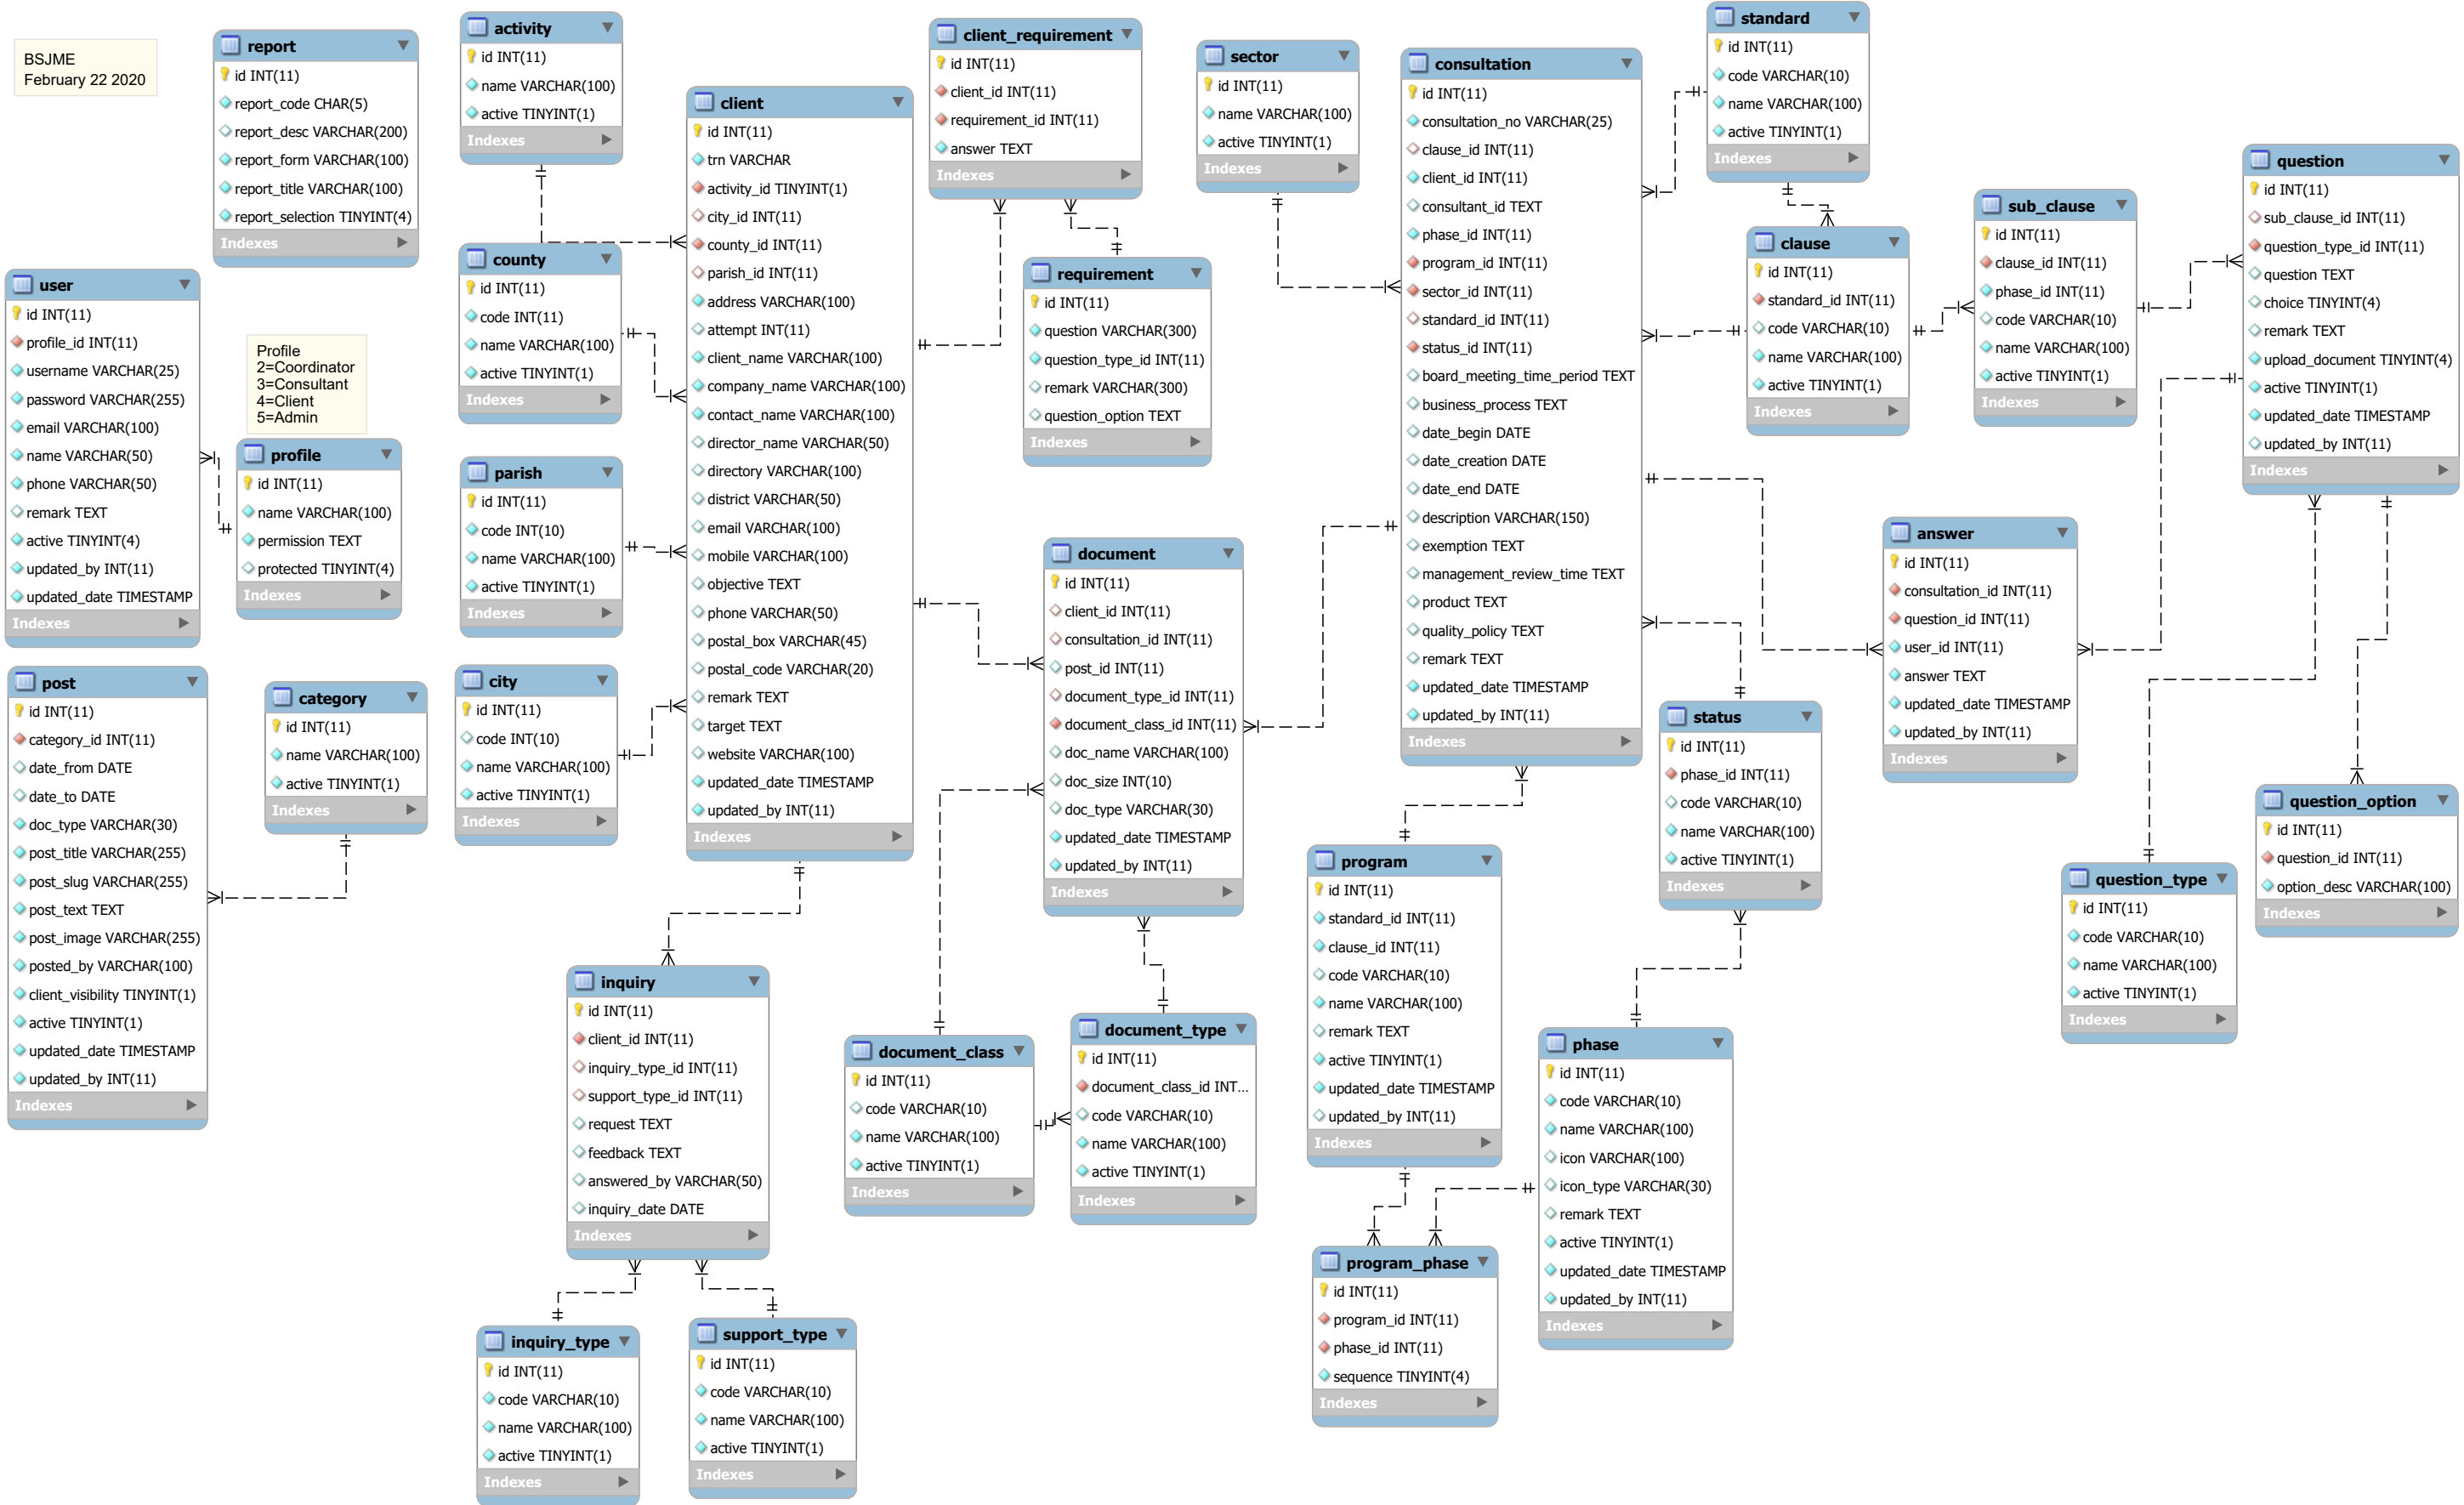 BSJME
February 22 2020
report
id INT(11)
report_code CHAR(5)
report_desc VARCHAR(200)
report_form VARCHAR(100)
report_title VARCHAR(100)
report_selection TINYINT(4)
Indexes
user
id INT(11)
profile_id INT(11)
username VARCHAR(25)
password VARCHAR(255)
email VARCHAR(100)
name VARCHAR(50)
phone VARCHAR(50)
remark TEXT
active TINYINT(4)
updated_by INT(11)
updated_date TIMESTAMP
Indexes
Profile
2=Coordinator
3=Consultant
4=Client
5=Admin
profile
id INT(11)
name VARCHAR(100)
permission TEXT
protected TINYINT(4)
Indexes
post
id INT(11)
category_id INT(11)
date_from DATE
date_to DATE
doc_type VARCHAR(30)
post_title VARCHAR(255)
post_slug VARCHAR(255)
post_text TEXT
post_image VARCHAR(255)
posted_by VARCHAR(100)
client_visibility TINYINT(1)
active TINYINT(1)
updated_date TIMESTAMP
updated_by INT(11)
Indexes
category
id INT(11)
name VARCHAR(100)
active TINYINT(1)
Indexes
activity
id INT(11)
name VARCHAR(100)
active TINYINT(1)
Indexes
county
id INT(11)
code INT(11)
name VARCHAR(100)
active TINYINT(1)
Indexes
parish
id INT(11)
code INT(10)
name VARCHAR(100)
active TINYINT(1)
Indexes
city
id INT(11)
code INT(10)
name VARCHAR(100)
active TINYINT(1)
Indexes
client
id INT(11)
trn VARCHAR
activity_id TINYINT(1)
city_id INT(11)
county_id INT(11)
parish_id INT(11)
address VARCHAR(100)
attempt INT(11)
client_name VARCHAR(100)
company_name VARCHAR(100)
contact_name VARCHAR(100)
director_name VARCHAR(50)
directory VARCHAR(100)
district VARCHAR(50)
email VARCHAR(100)
mobile VARCHAR(100)
objective TEXT
phone VARCHAR(50)
postal_box VARCHAR(45)
postal_code VARCHAR(20)
remark TEXT
target TEXT
website VARCHAR(100)
updated_date TIMESTAMP
updated_by INT(11)
Indexes
client_requirement
id INT(11)
client_id INT(11)
requirement_id INT(11)
answer TEXT
Indexes
requirement
id INT(11)
question VARCHAR(300)
question_type_id INT(11)
remark VARCHAR(300)
question_option TEXT
Indexes
sector
id INT(11)
name VARCHAR(100)
active TINYINT(1)
Indexes
document
id INT(11)
client_id INT(11)
consultation_id INT(11)
post_id INT(11)
document_type_id INT(11)
document_class_id INT(11)
doc_name VARCHAR(100)
doc_size INT(10)
doc_type VARCHAR(30)
updated_date TIMESTAMP
updated_by INT(11)
Indexes
inquiry
id INT(11)
client_id INT(11)
inquiry_type_id INT(11)
support_type_id INT(11)
request TEXT
feedback TEXT
answered_by VARCHAR(50)
inquiry_date DATE
Indexes
inquiry_type
id INT(11)
code VARCHAR(10)
name VARCHAR(100)
active TINYINT(1)
Indexes
support_type
id INT(11)
code VARCHAR(10)
name VARCHAR(100)
active TINYINT(1)
Indexes
document_class
id INT(11)
code VARCHAR(10)
name VARCHAR(100)
active TINYINT(1)
Indexes
document_type
id INT(11)
document_class_id INT...
code VARCHAR(10)
name VARCHAR(100)
active TINYINT(1)
Indexes
consultation
id INT(11)
consultation_no VARCHAR(25)
clause_id INT(11)
client_id INT(11)
consultant_id TEXT
phase_id INT(11)
program_id INT(11)
sector_id INT(11)
standard_id INT(11)
status_id INT(11)
board_meeting_time_period TEXT
business_process TEXT
date_begin DATE
date_creation DATE
date_end DATE
description VARCHAR(150)
exemption TEXT
management_review_time TEXT
product TEXT
quality_policy TEXT
remark TEXT
updated_date TIMESTAMP
updated_by INT(11)
Indexes
standard
id INT(11)
code VARCHAR(10)
name VARCHAR(100)
active TINYINT(1)
Indexes
clause
id INT(11)
standard_id INT(11)
code VARCHAR(10)
name VARCHAR(100)
active TINYINT(1)
Indexes
sub_clause
id INT(11)
clause_id INT(11)
phase_id INT(11)
code VARCHAR(10)
name VARCHAR(100)
active TINYINT(1)
Indexes
question
id INT(11)
sub_clause_id INT(11)
question_type_id INT(11)
question TEXT
choice TINYINT(4)
remark TEXT
upload_document TINYINT(4)
active TINYINT(1)
updated_date TIMESTAMP
updated_by INT(11)
Indexes
answer
id INT(11)
consultation_id INT(11)
question_id INT(11)
user_id INT(11)
answer TEXT
updated_date TIMESTAMP
updated_by INT(11)
Indexes
status
id INT(11)
phase_id INT(11)
code VARCHAR(10)
name VARCHAR(100)
active TINYINT(1)
Indexes
question_option
id INT(11)
question_id INT(11)
option_desc VARCHAR(100)
Indexes
question_type
id INT(11)
code VARCHAR(10)
name VARCHAR(100)
active TINYINT(1)
Indexes
program
id INT(11)
standard_id INT(11)
clause_id INT(11)
code VARCHAR(10)
name VARCHAR(100)
remark TEXT
active TINYINT(1)
updated_date TIMESTAMP
updated_by INT(11)
Indexes
phase
id INT(11)
code VARCHAR(10)
name VARCHAR(100)
icon VARCHAR(100)
icon_type VARCHAR(30)
remark TEXT
active TINYINT(1)
updated_date TIMESTAMP
updated_by INT(11)
Indexes
program_phase
id INT(11)
program_id INT(11)
phase_id INT(11)
sequence TINYINT(4)
Indexes